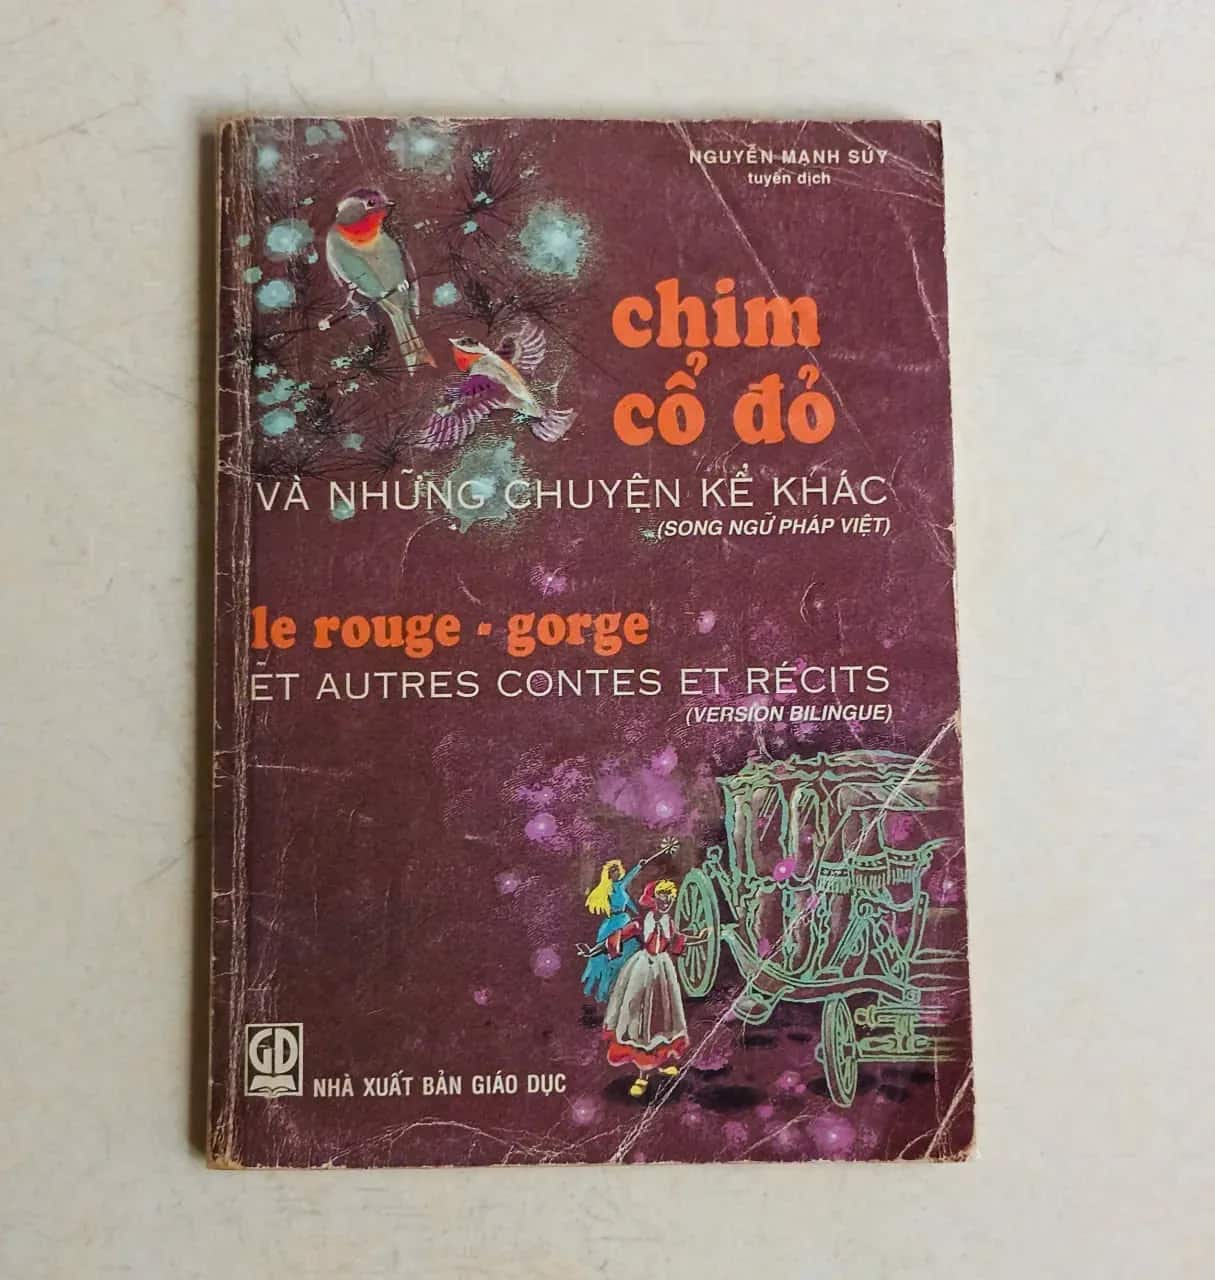 NGUYỄN MẠNH SÚY
tuyển dịch
chim
cổ đỏ
VÀ NHỮNG CHUYỆN KỂ KHÁC
(SONG NGỮ PHÁP VIỆT)
le rouge - gorge
ET AUTRES CONTES ET RÉCITS
(VERSION BILINGUE)
GD
NHÀ XUẤT BẢN GIÁO DỤC